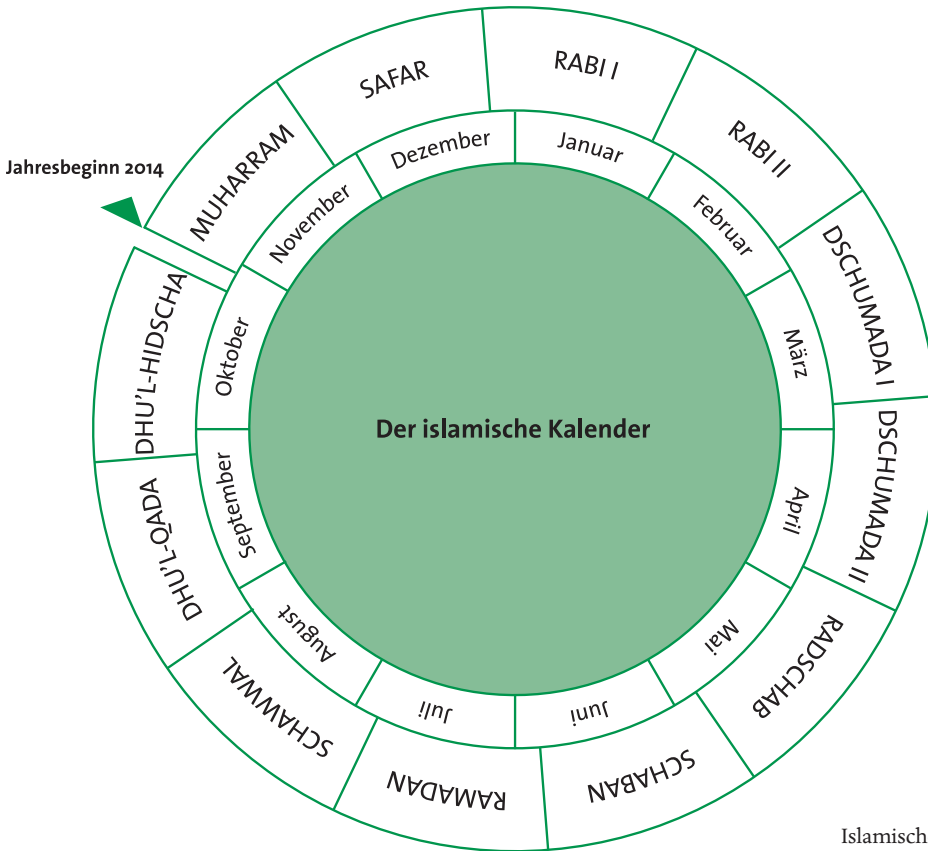 Jahresbeginn 2014
MUHARRAM
SAFAR
RABI I
RABI II
DSCHUMADA I
DSCHUMADA II
RADSCHAB
SCHABAN
RAMADAN
SCHAWWAL
DHU'L-QADA
DHU'L-HIDSCHA
Januar
Februar
März
April
Mai
Juni
Juli
August
September
Oktober
November
Dezember
Der islamische Kalender
Islamisch